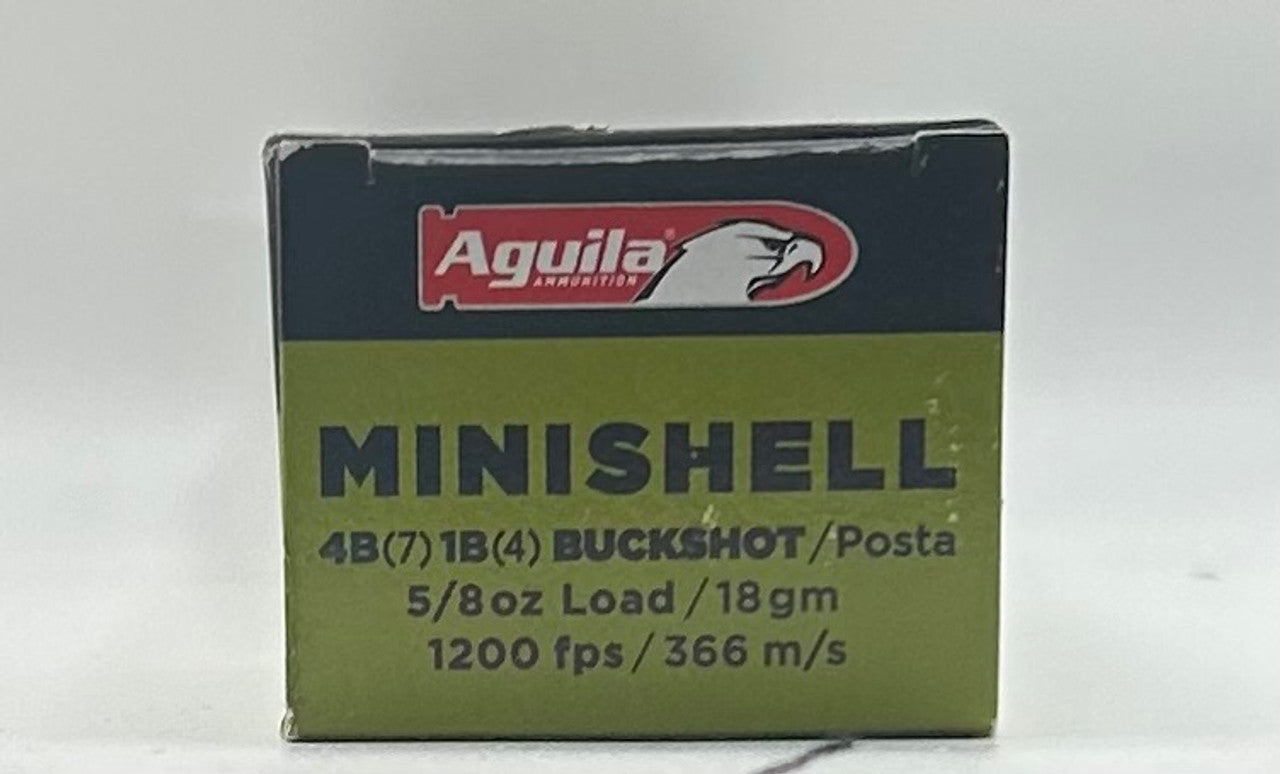 Aguila®
AMMUNITION
MINISHELL
4B(7) 1B(4) BUCKSHOT/Posta
5/8oz Load / 18gm
1200 fps / 366 m/s